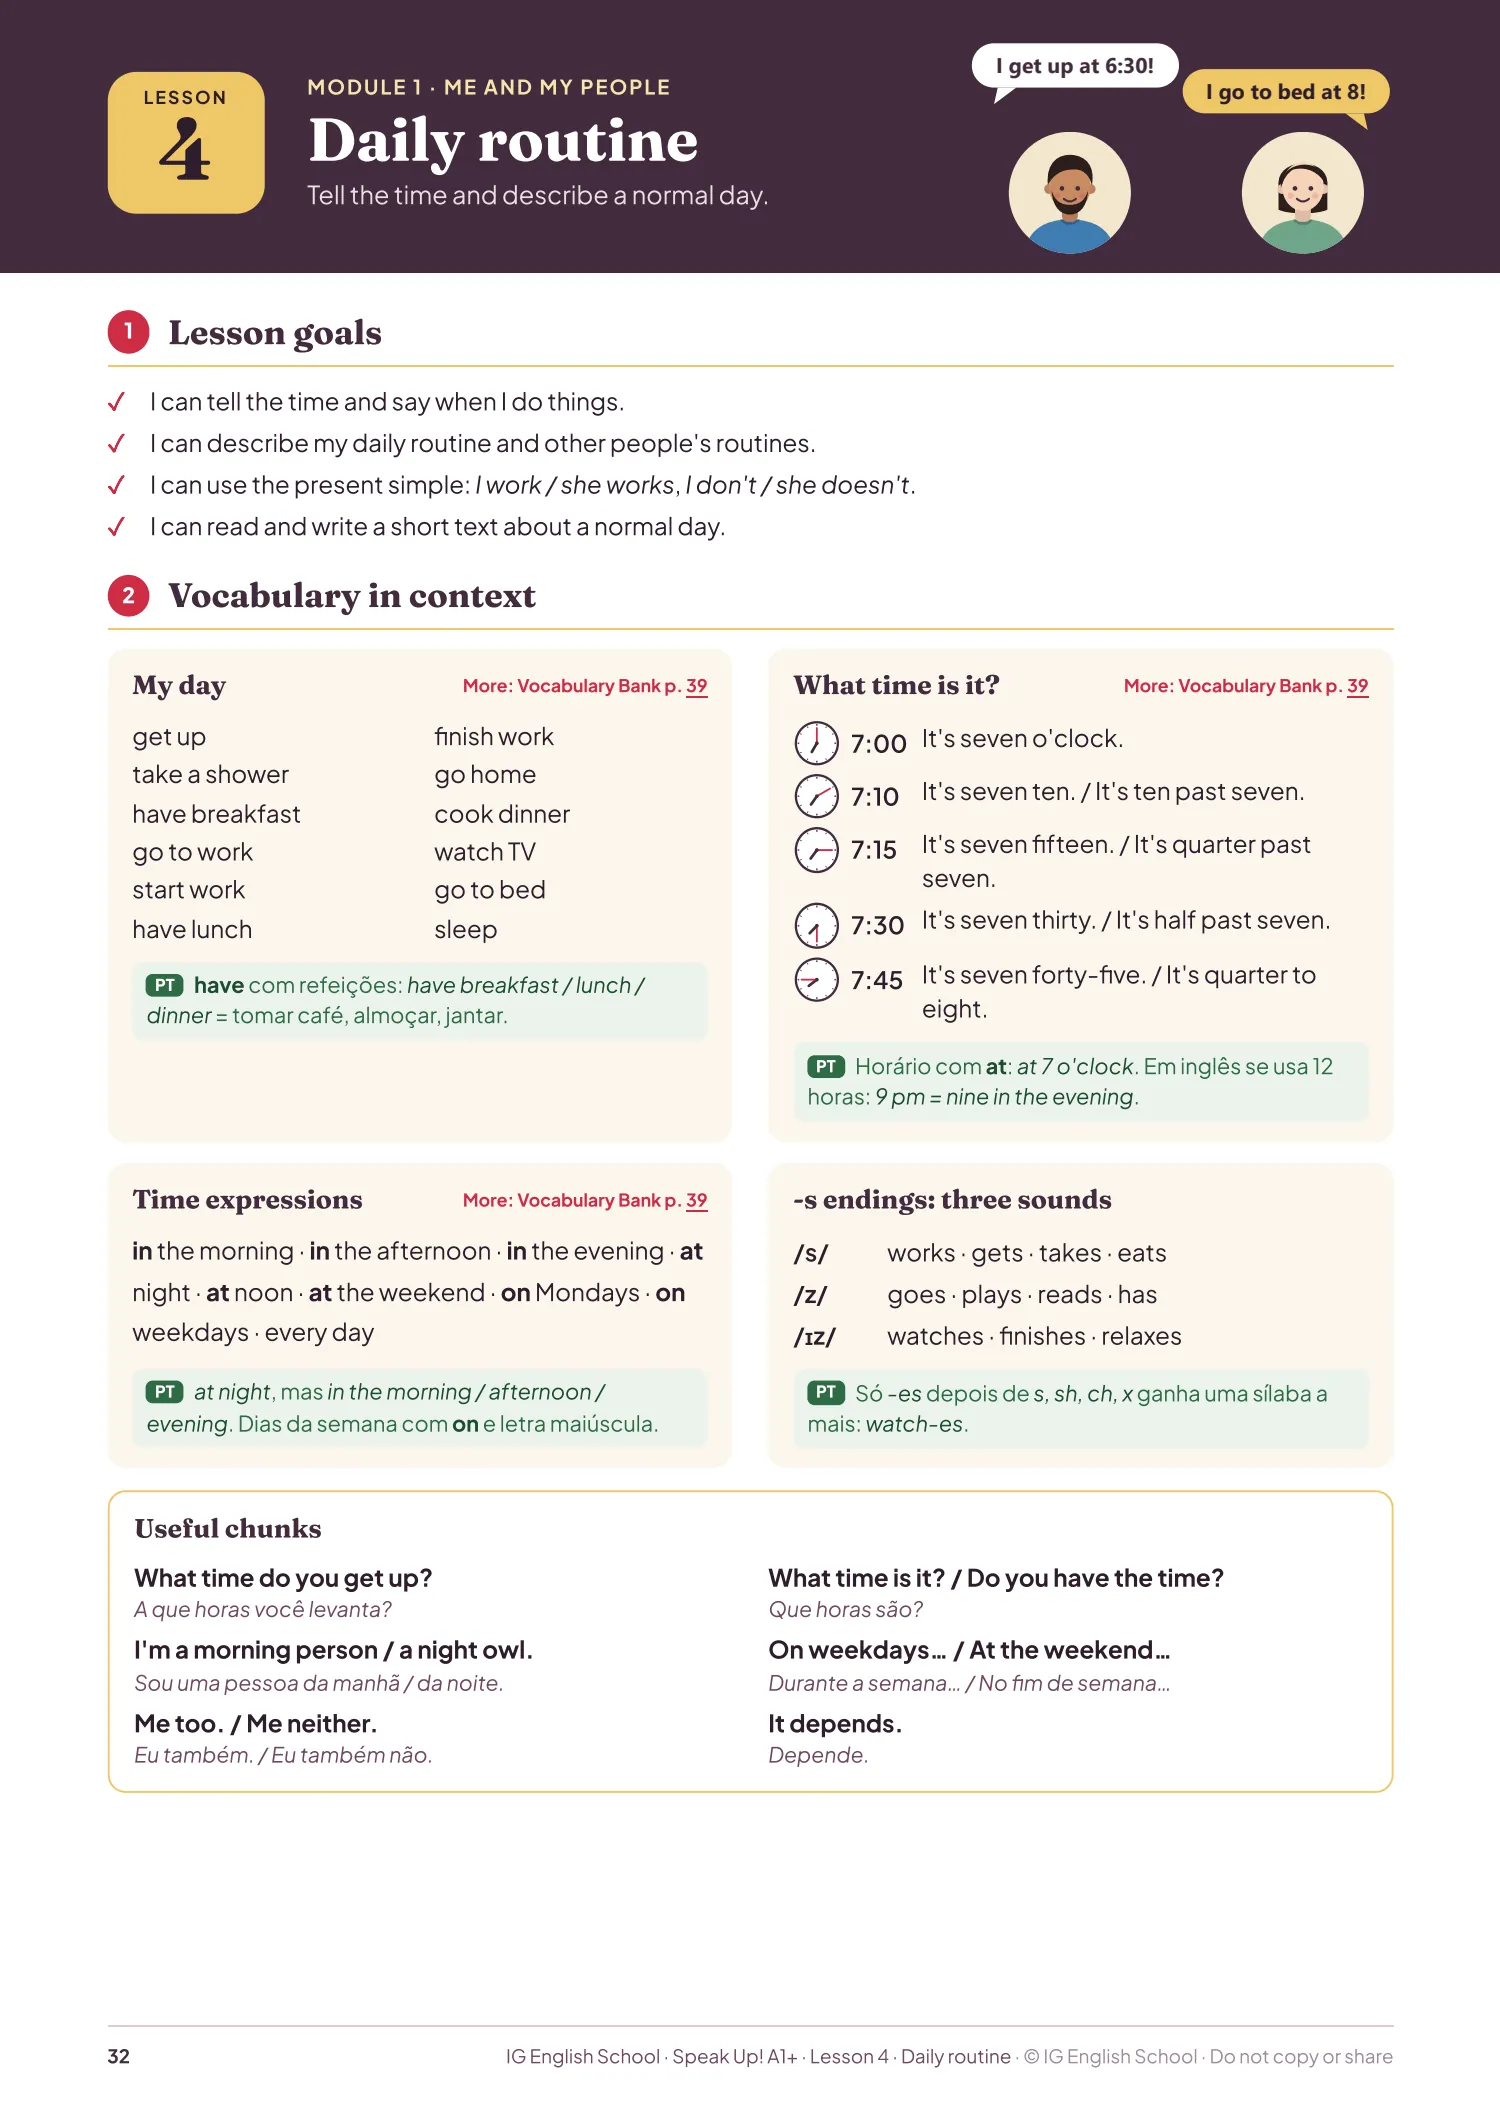 LESSON
4
MODULE 1 · ME AND MY PEOPLE
Daily routine
Tell the time and describe a normal day.
I get up at 6:30!
I go to bed at 8!
1 Lesson goals
✓ I can tell the time and say when I do things.
✓ I can describe my daily routine and other people's routines.
✓ I can use the present simple: I work / she works, I don't / she doesn't.
✓ I can read and write a short text about a normal day.
2 Vocabulary in context
My day More: Vocabulary Bank p. 39
get up
take a shower
have breakfast
go to work
start work
have lunch
finish work
go home
cook dinner
watch TV
go to bed
sleep
PT have com refeições: have breakfast / lunch /
dinner = tomar café, almoçar, jantar.
What time is it? More: Vocabulary Bank p. 39
7:00 It's seven o'clock.
7:10 It's seven ten. / It's ten past seven.
7:15 It's seven fifteen. / It's quarter past
seven.
7:30 It's seven thirty. / It's half past seven.
7:45 It's seven forty-five. / It's quarter to
eight.
PT Horário com at: at 7 o'clock. Em inglês se usa 12
horas: 9 pm = nine in the evening.
Time expressions More: Vocabulary Bank p. 39
in the morning · in the afternoon · in the evening · at
night · at noon · at the weekend · on Mondays · on
weekdays · every day
PT at night, mas in the morning / afternoon /
evening. Dias da semana com on e letra maiúscula.
-s endings: three sounds
/s/ works · gets · takes · eats
/z/ goes · plays · reads · has
/ɪz/ watches · finishes · relaxes
PT Só -es depois de s, sh, ch, x ganha uma sílaba a
mais: watch-es.
Useful chunks
What time do you get up?
A que horas você levanta?
I'm a morning person / a night owl.
Sou uma pessoa da manhã / da noite.
Me too. / Me neither.
Eu também. / Eu também não.
What time is it? / Do you have the time?
Que horas são?
On weekdays… / At the weekend…
Durante a semana… / No fim de semana…
It depends.
Depende.
32
IG English School · Speak Up! A1+ · Lesson 4 · Daily routine · © IG English School · Do not copy or share